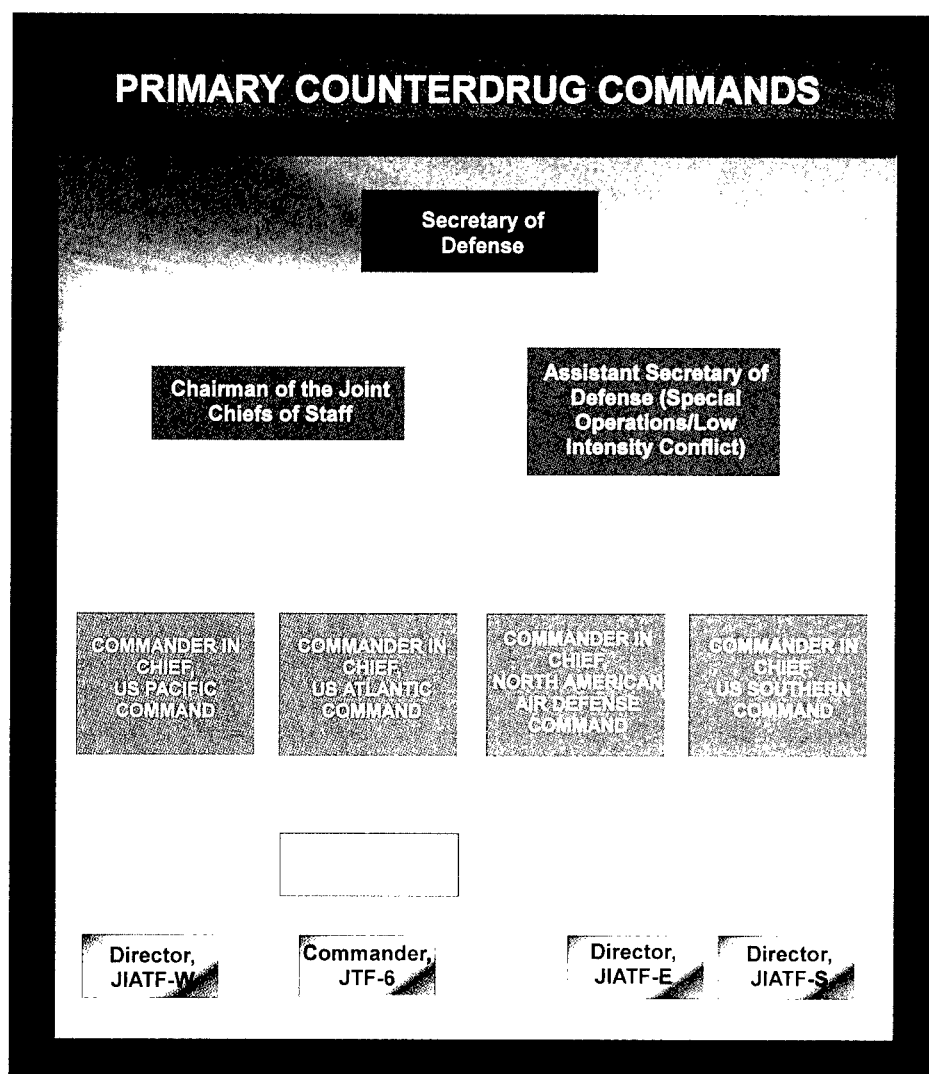 PRIMARY COUNTERDRUG COMMANDS
Secretary of
Defense
Chairman of the Joint
Chiefs of Staff
Assistant Secretary of
Defense (Special
Operations/Low
Intensity Conflict)
COMMANDER IN
CHIEF,
US PACIFIC
COMMAND
COMMANDER IN
CHIEF,
US ATLANTIC
COMMAND
COMMANDER IN
CHIEF,
NORTH AMERICAN
AIR DEFENSE
COMMAND
COMMANDER IN
CHIEF,
US SOUTHERN
COMMAND
Director,
JIATF-W
Commander,
JTF-6
Director,
JIATF-E
Director,
JIATF-S